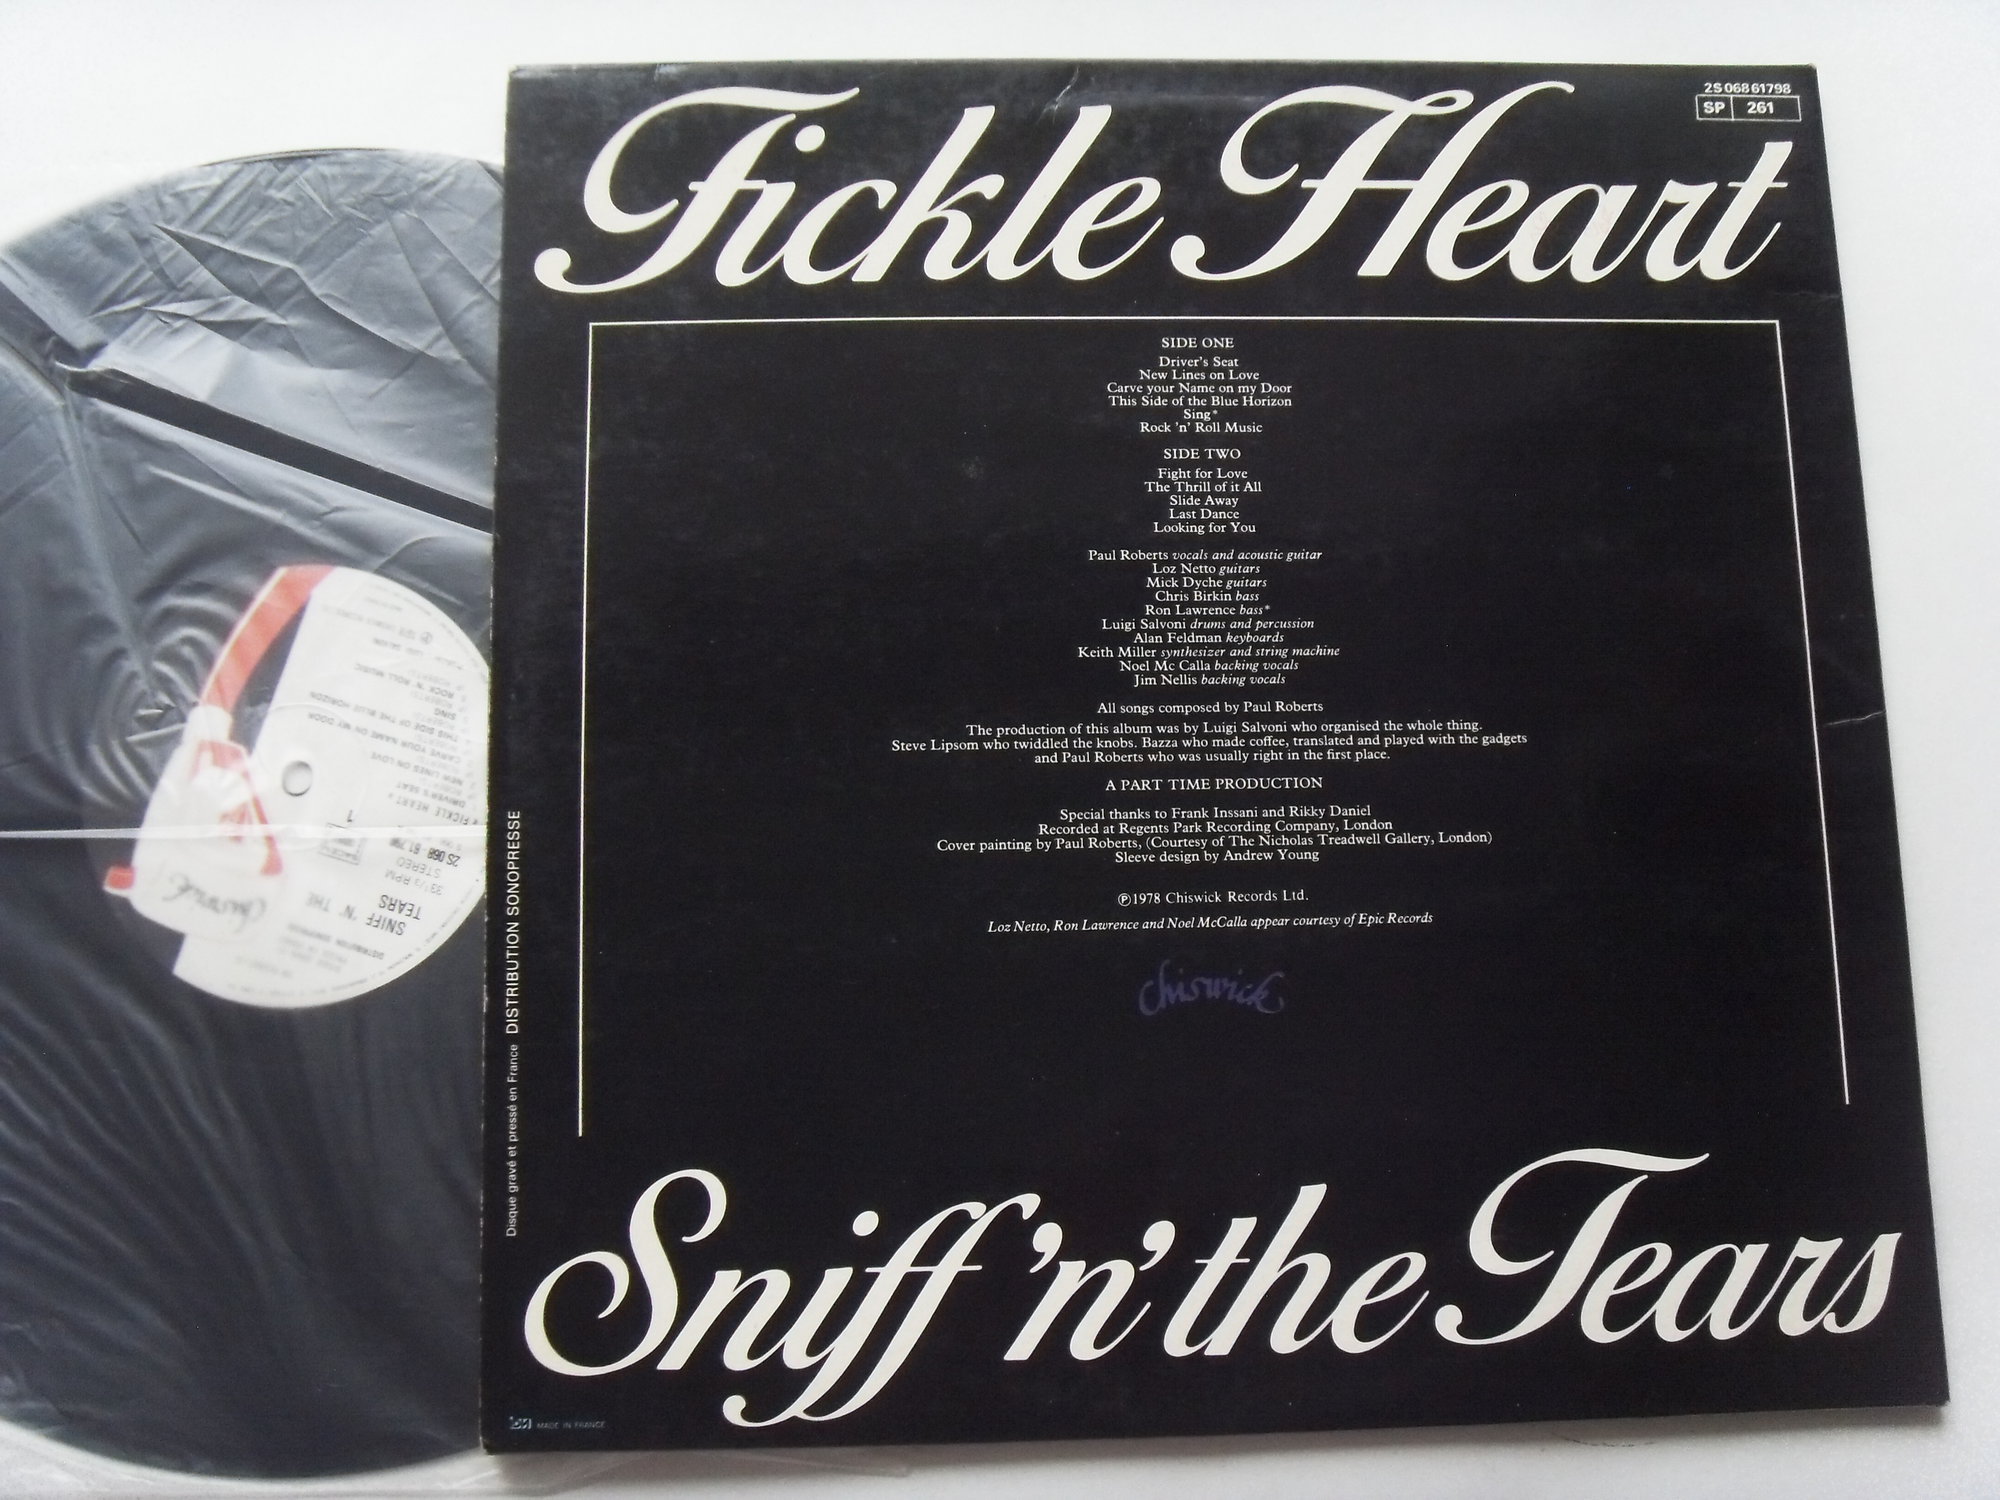 2S 068 61798
SP 261
Fickle Heart
SIDE ONE
Driver's Seat
New Lines on Love
Carve your Name on my Door
This Side of the Blue Horizon
Sing*
Rock 'n' Roll Music
SIDE TWO
Fight for Love
The Thrill of it All
Slide Away
Last Dance
Looking for You
Paul Roberts vocals and acoustic guitar
Loz Netto guitars
Mick Dyche guitars
Chris Birkin bass
Ron Lawrence bass*
Luigi Salvoni drums and percussion
Alan Feldman keyboards
Keith Miller synthesizer and string machine
Noel Mc Calla backing vocals
Jim Nellis backing vocals
All songs composed by Paul Roberts
The production of this album was by Luigi Salvoni who organised the whole thing.
Steve Lipsom who twiddled the knobs. Bazza who made coffee, translated and played with the gadgets
and Paul Roberts who was usually right in the first place.
A PART TIME PRODUCTION
Special thanks to Frank Inssani and Rikky Daniel
Recorded at Regents Park Recording Company, London
Cover painting by Paul Roberts, (Courtesy of The Nicholas Treadwell Gallery, London)
Sleeve design by Andrew Young
℗1978 Chiswick Records Ltd.
Loz Netto, Ron Lawrence and Noel McCalla appear courtesy of Epic Records
chiswick
Sniff 'n' the Tears
Disque gravé et pressé en France DISTRIBUTION SONOPRESSE
MADE IN FRANCE
Chiswick
SNIFF 'N' THE
TEARS
33 1/3 RPM
STEREO
2S 068 61 798
1
FICKLE HEART
DRIVER'S SEAT
NEW LINES ON LOVE
CARVE YOUR NAME ON MY DOOR
THIS SIDE OF THE BLUE HORIZON
SING
ROCK 'N' ROLL MUSIC